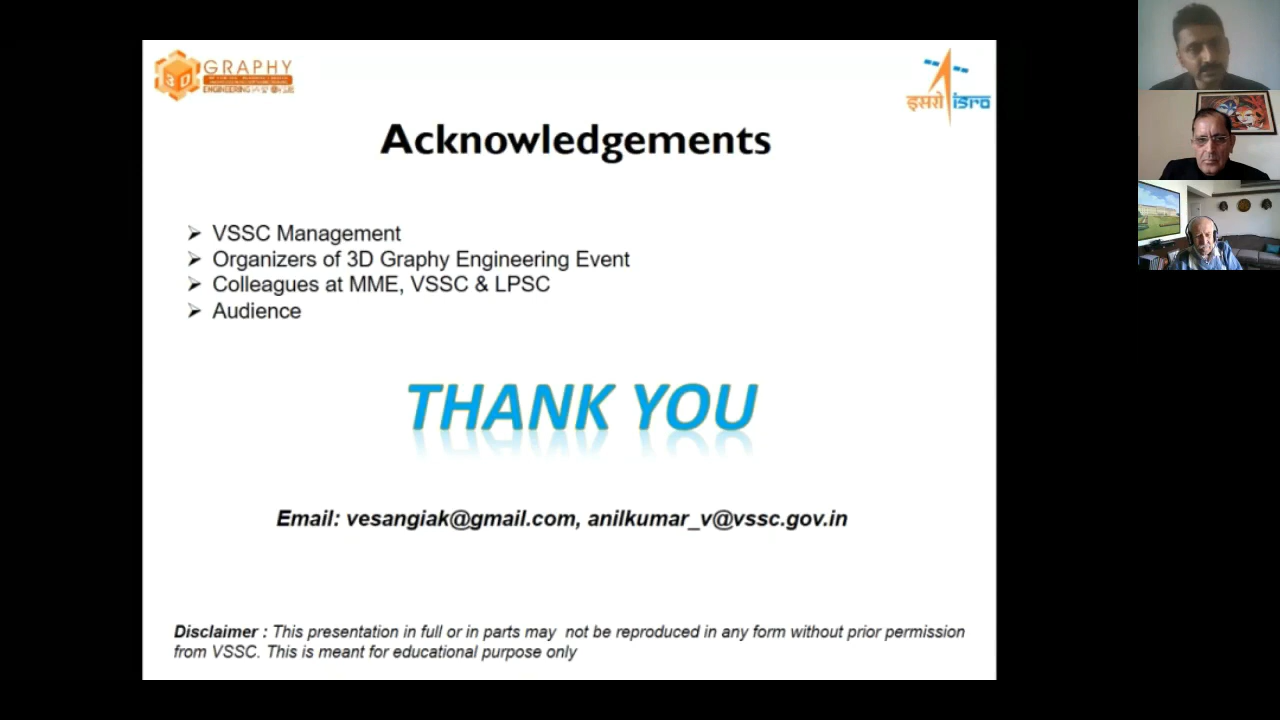 3D GRAPHY
ENGINEERING
इसरो isro
Acknowledgements
➢ VSSC Management
➢ Organizers of 3D Graphy Engineering Event
➢ Colleagues at MME, VSSC & LPSC
➢ Audience
THANK YOU
Email: vesangiak@gmail.com, anilkumar_v@vssc.gov.in
Disclaimer : This presentation in full or in parts may not be reproduced in any form without prior permission
from VSSC. This is meant for educational purpose only